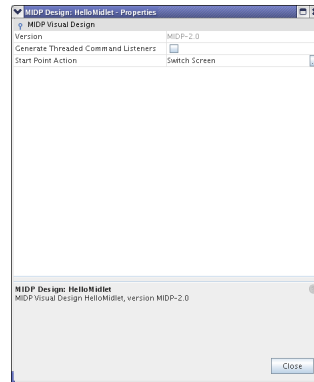 MIDP Design: HelloMidlet - Properties
MIDP Visual Design
Version MIDP-2.0
Generate Threaded Command Listeners
Start Point Action Switch Screen
MIDP Design: HelloMidlet
MIDP Visual Design HelloMidlet, version MIDP-2.0
Close